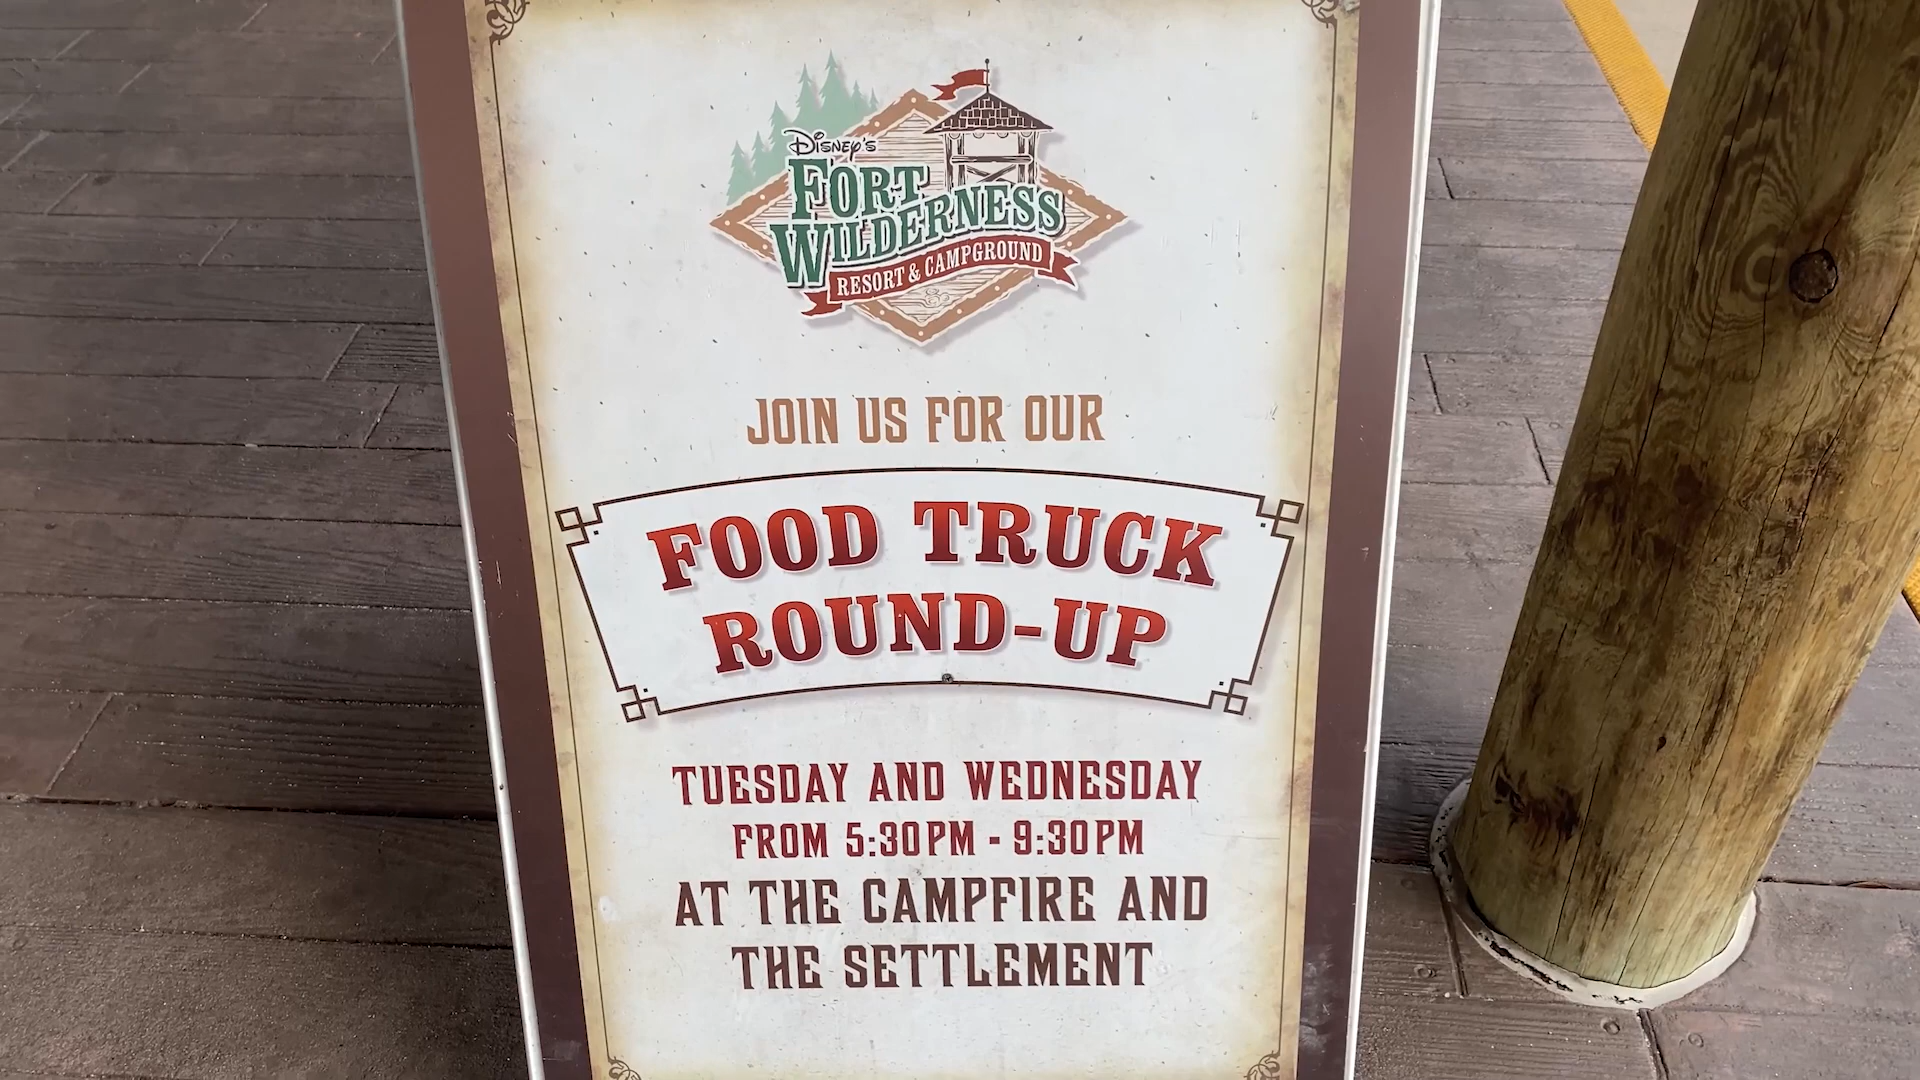 Disney's
FORT
WILDERNESS
RESORT & CAMPGROUND
JOIN US FOR OUR
FOOD TRUCK
ROUND-UP
TUESDAY AND WEDNESDAY
FROM 5:30PM - 9:30PM
AT THE CAMPFIRE AND
THE SETTLEMENT